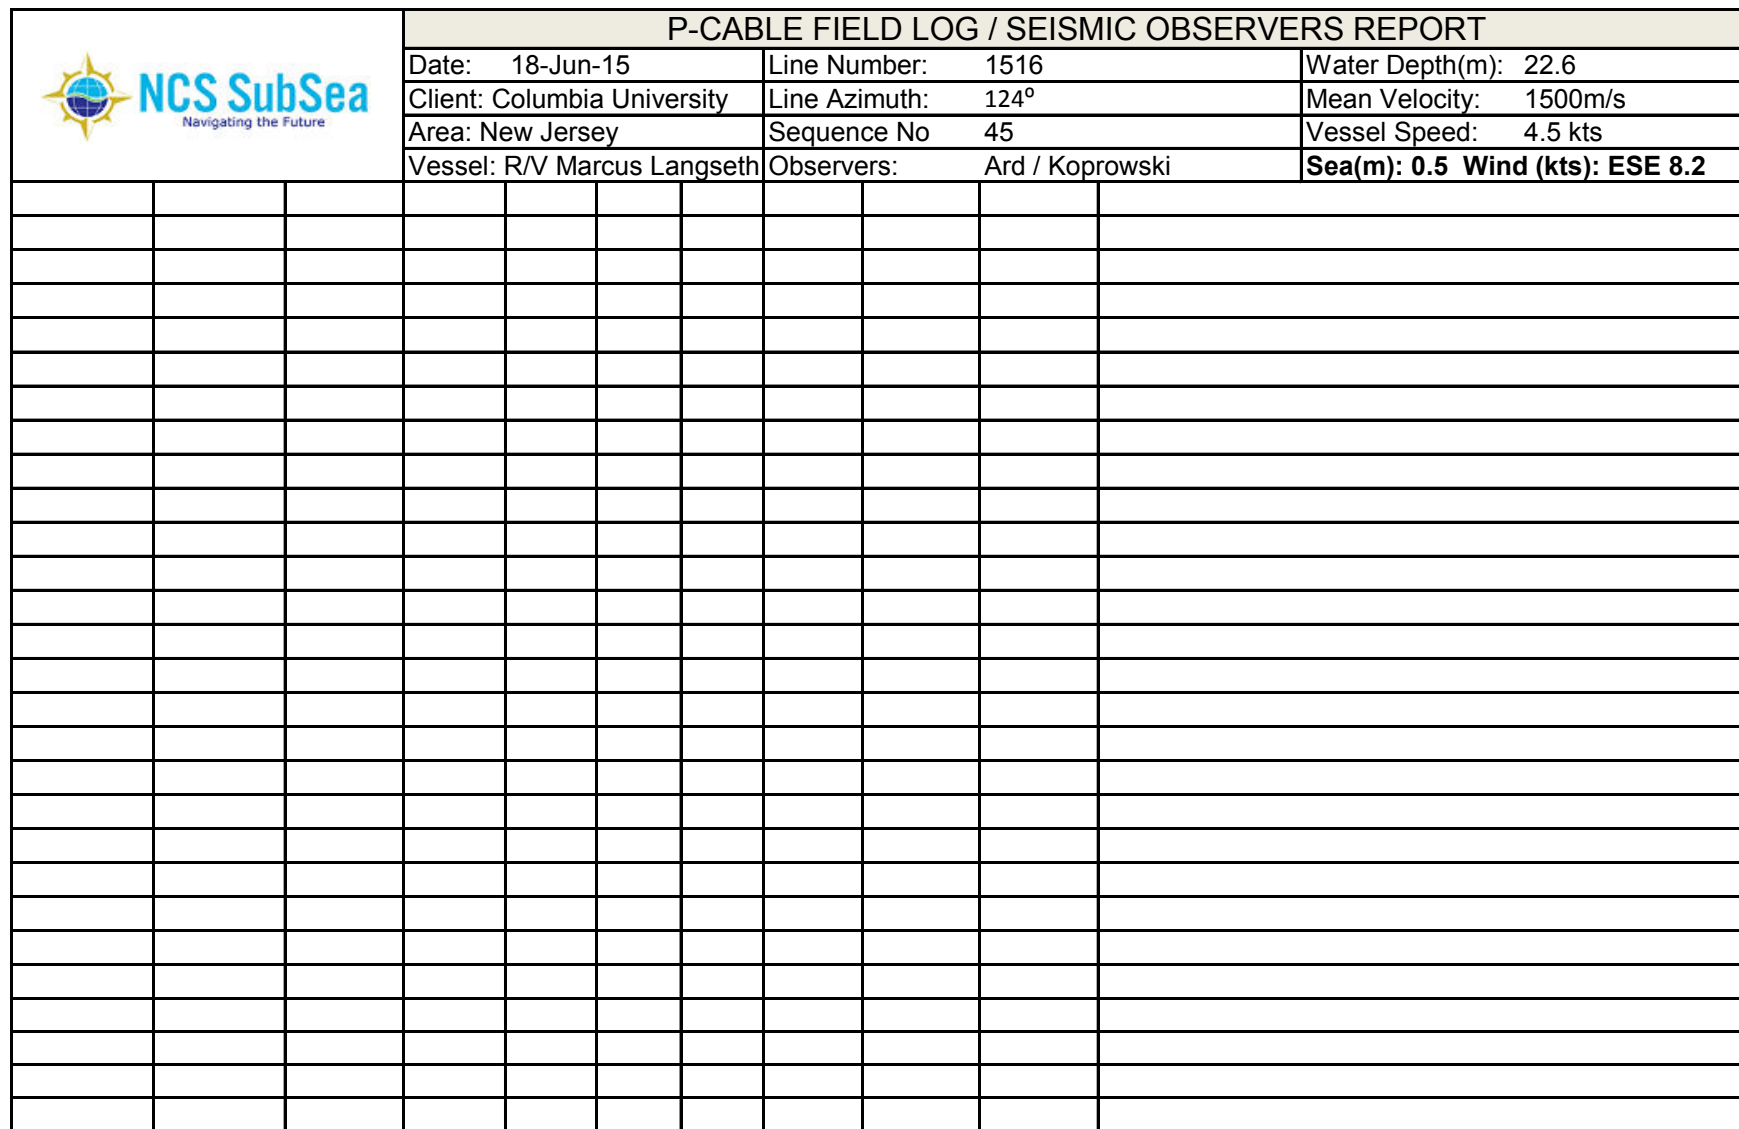 P-CABLE FIELD LOG / SEISMIC OBSERVERS REPORT
NCS SubSea
Navigating the Future
Date: 18-Jun-15 Line Number: 1516 Water Depth(m): 22.6
Client: Columbia University Line Azimuth: 124⁰ Mean Velocity: 1500m/s
Area: New Jersey Sequence No 45 Vessel Speed: 4.5 kts
Vessel: R/V Marcus Langseth Observers: Ard / Koprowski Sea(m): 0.5 Wind (kts): ESE 8.2